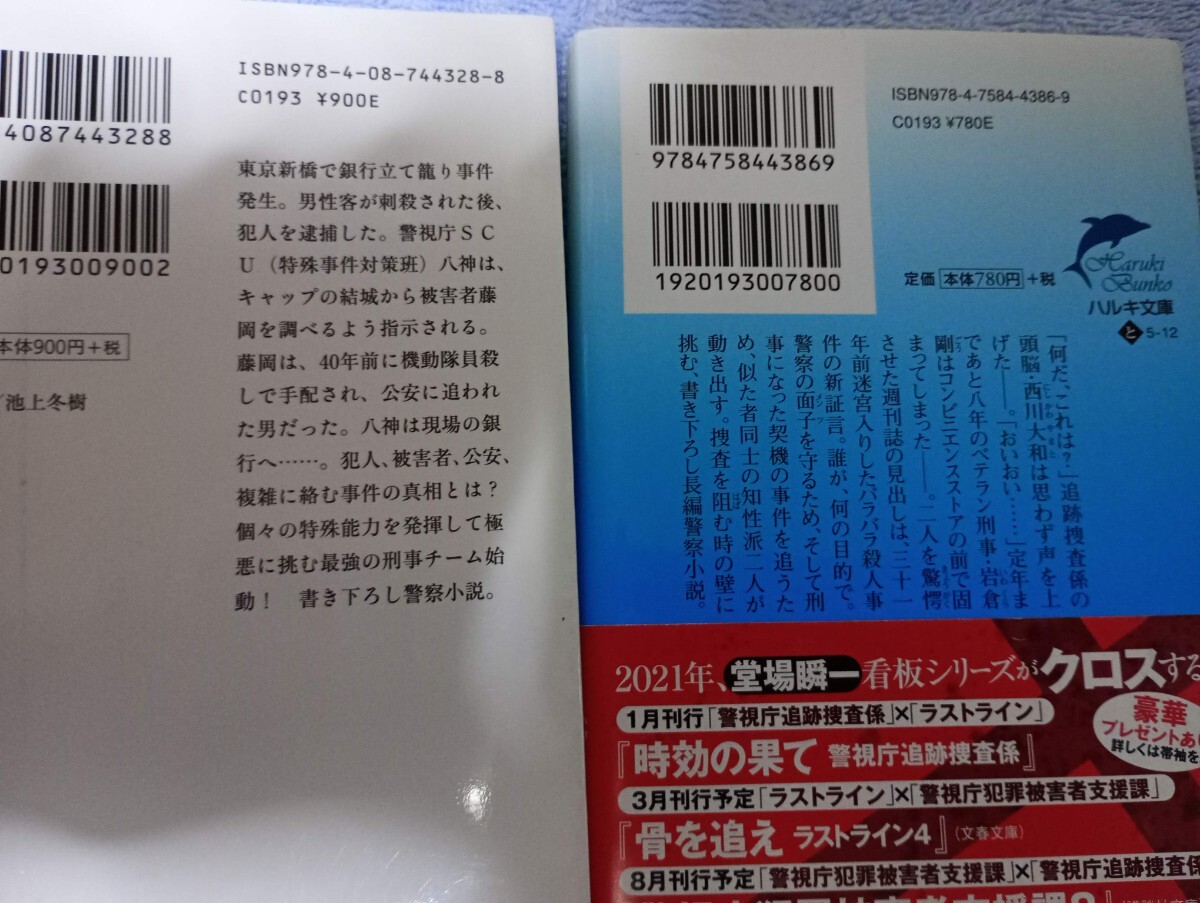 ISBN978-4-08-744328-8
C0193 ¥900E
4087443288
0193009002
本体900円+税
池上冬樹
東京新橋で銀行立て籠り事件
発生。男性客が刺殺された後、
犯人を逮捕した。警視庁ＳＣ
Ｕ（特殊事件対策班）八神は、
キャップの結城から被害者藤
岡を調べるよう指示される。
藤岡は、40年前に機動隊員殺
しで手配され、公安に追われ
た男だった。八神は現場の銀
行へ……。犯人、被害者、公安、
複雑に絡む事件の真相とは？
個々の特殊能力を発揮して極
悪に挑む最強の刑事チーム始
動！　書き下ろし警察小説。
ISBN978-4-7584-4386-9
C0193 ¥780E
9784758443869
1920193007800
定価 本体780円 +税
Haruki
Bunko
ハルキ文庫
と 5-12
「何だ、これは？」追跡捜査係の
頭脳・西川大和は思わず声を上
げた――。「おいおい……」定年ま
であと八年のベテラン刑事・岩倉
剛はコンビニエンスストアの前で固
まってしまった――。二人を驚愕
させた週刊誌の見出しは、三十一
年前迷宮入りしたバラバラ殺人事
件の新証言。誰が、何の目的で。
警察の面子を守るため、そして刑
事になった契機の事件を追うた
め、似た者同士の知性派二人が
動き出す。捜査を阻む時の壁に
挑む、書き下ろし長編警察小説。
2021年、堂場瞬一看板シリーズがクロスする
1月刊行「警視庁追跡捜査係」×「ラストライン」
『時効の果て 警視庁追跡捜査係』
3月刊行予定「ラストライン」×「警視庁犯罪被害者支援課」
『骨を追え ラストライン4』（文春文庫）
8月刊行予定「警視庁犯罪被害者支援課」×「警視庁追跡捜査係
豪華
プレゼントあり
詳しくは帯袖を